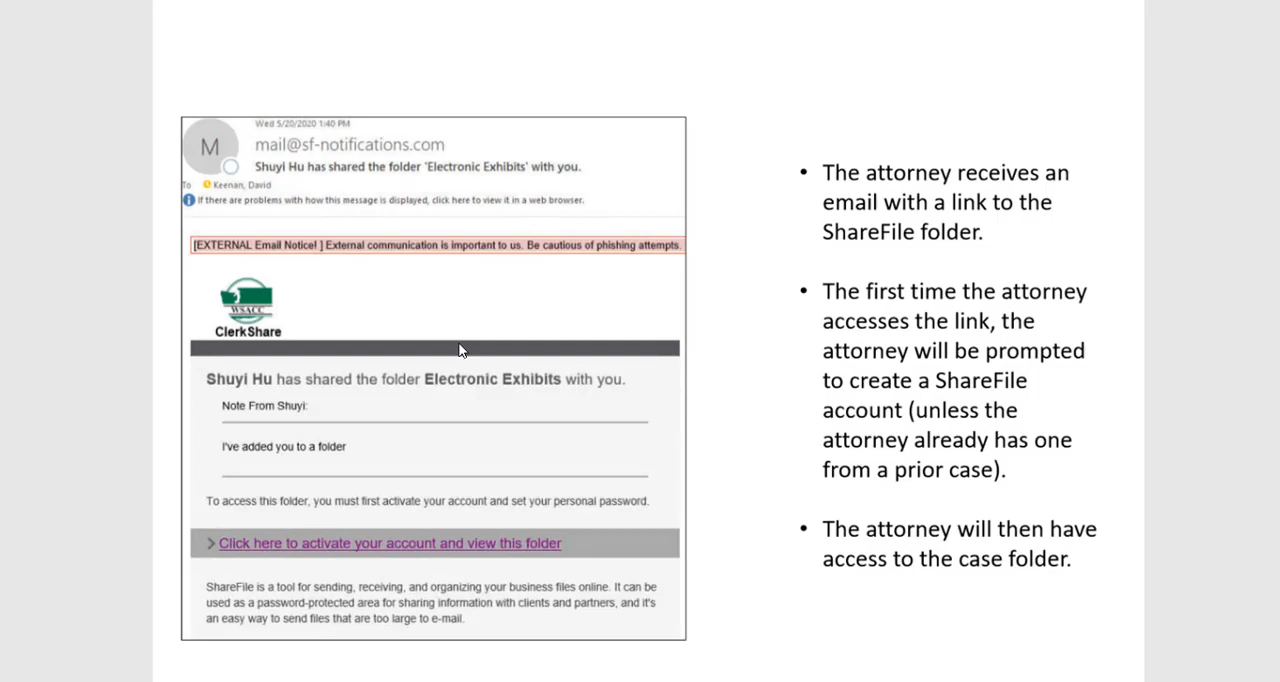 Wed 5/20/2020 1:40 PM
M
mail@sf-notifications.com
Shuyi Hu has shared the folder 'Electronic Exhibits' with you.
To Keenan, David
If there are problems with how this message is displayed, click here to view it in a web browser.
[EXTERNAL Email Notice! ] External communication is important to us. Be cautious of phishing attempts.
WSACC
ClerkShare
Shuyi Hu has shared the folder Electronic Exhibits with you.
Note From Shuyi:
I've added you to a folder
To access this folder, you must first activate your account and set your personal password.
> Click here to activate your account and view this folder
ShareFile is a tool for sending, receiving, and organizing your business files online. It can be
used as a password-protected area for sharing information with clients and partners, and it's
an easy way to send files that are too large to e-mail.
• The attorney receives an
email with a link to the
ShareFile folder.
• The first time the attorney
accesses the link, the
attorney will be prompted
to create a ShareFile
account (unless the
attorney already has one
from a prior case).
• The attorney will then have
access to the case folder.